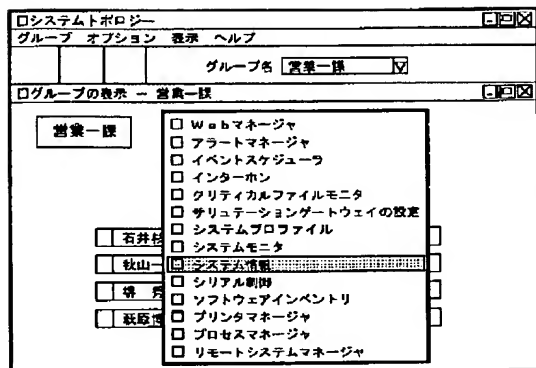 システムトポロジー
グループ オプション 表示 ヘルプ
グループ名 営業一課
グループの表示 － 営業一課
営業一課
Webマネージャ
アラートマネージャ
イベントスケジューラ
インターホン
クリティカルファイルモニタ
サリュテーションゲートウェイの設定
システムプロファイル
システムモニタ
システム情報
シリアル制御
ソフトウェアインベントリ
プリンタマネージャ
プロセスマネージャ
リモートシステムマネージャ
石井
秋山一
堺
萩原